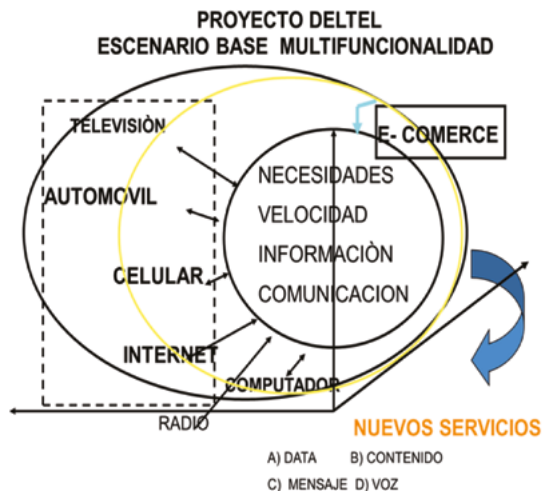 PROYECTO DELTEL
ESCENARIO BASE MULTIFUNCIONALIDAD
TELEVISIÒN
E- COMERCE
NECESIDADES
AUTOMOVIL
VELOCIDAD
INFORMACIÒN
CELULAR
COMUNICACION
INTERNET
COMPUTADOR
RADIO
NUEVOS SERVICIOS
A) DATA B) CONTENIDO
C) MENSAJE D) VOZ